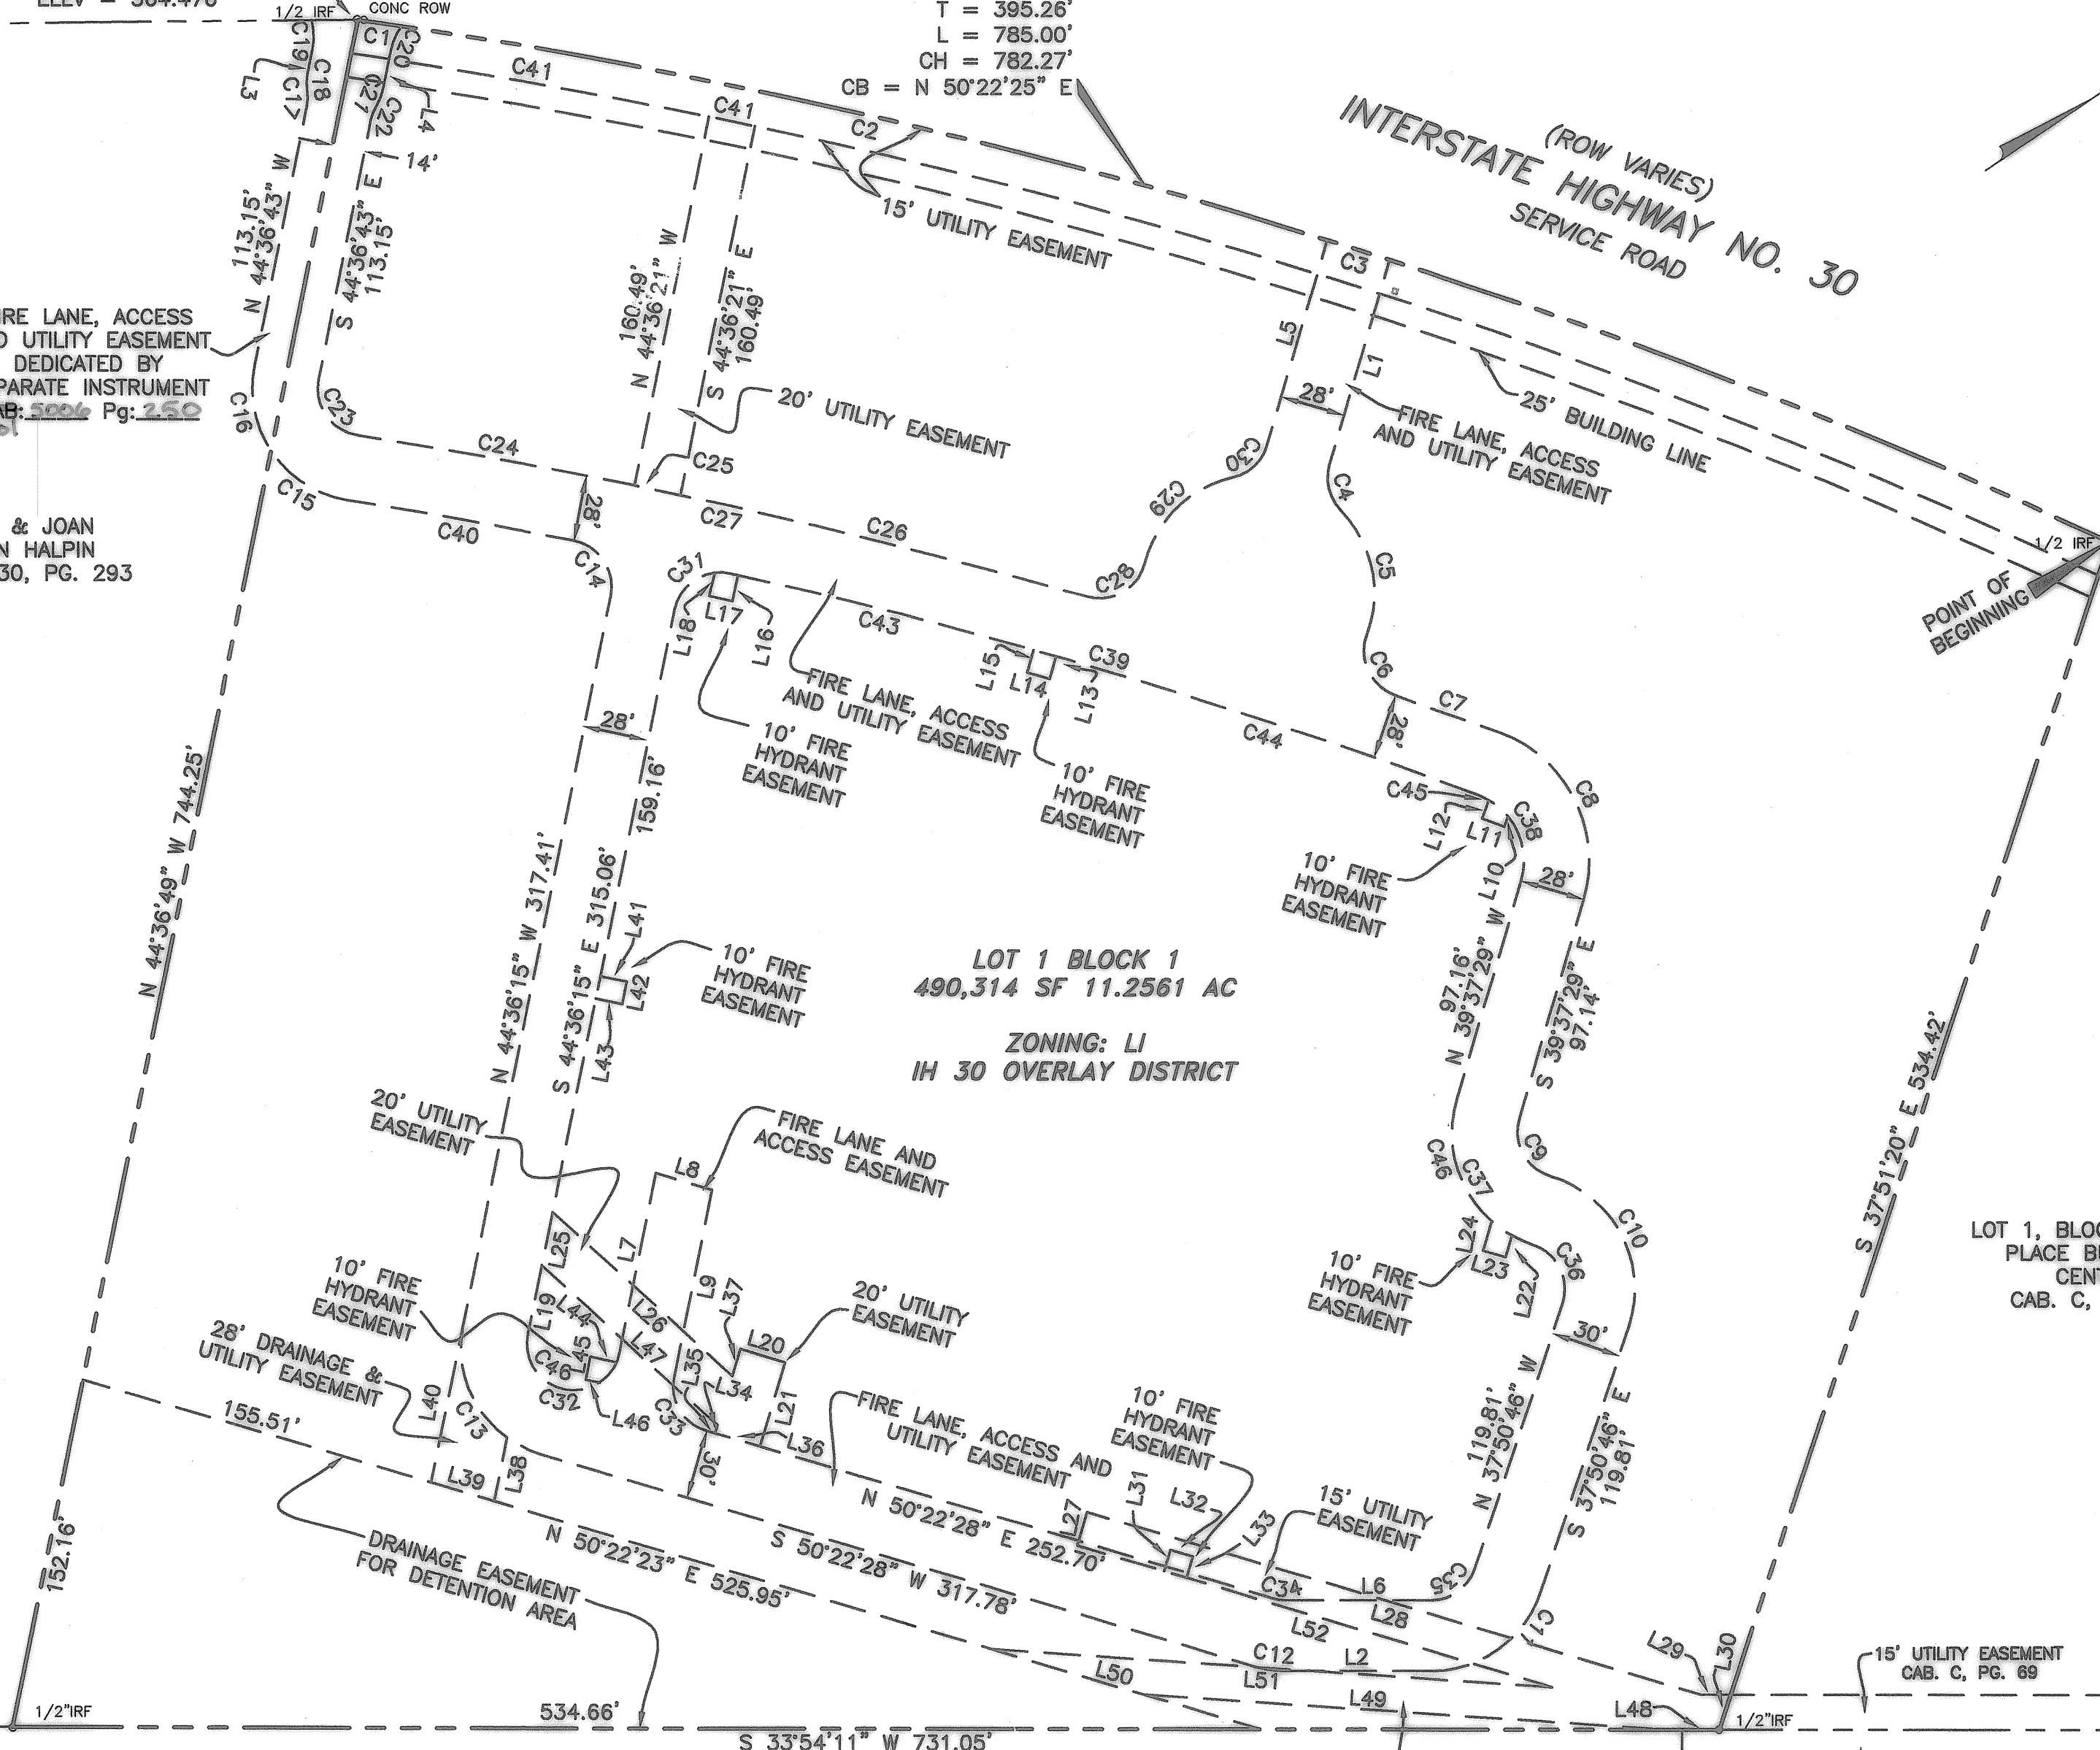 ELEV = 564.476
1/2 IRF
CONC ROW
T = 395.26'
L = 785.00'
CH = 782.27'
CB = N 50°22'25" E
C19
C18
C17
L3
C1
C20
C21
C22
L4
14'
C41
C41
C2
15' UTILITY EASEMENT
(ROW VARIES)
INTERSTATE HIGHWAY NO. 30
SERVICE ROAD
N 44°36'43" W
113.15'
S 44°36'43" E
113.15'
N 44°36'21" W
160.49'
S 44°36'21" E
160.49'
C3
L5
L1
28'
25' BUILDING LINE
FIRE LANE, ACCESS
AND UTILITY EASEMENT
IRE LANE, ACCESS
D UTILITY EASEMENT
DEDICATED BY
PARATE INSTRUMENT
AB: 5006 Pg: 250
C16
C23
C24
C15
C40
28'
C14
20' UTILITY EASEMENT
C25
C27
C26
C30
C29
C28
C4
C5
C6
C7
1/2 IRF
POINT OF
BEGINNING
& JOAN
N HALPIN
30, PG. 293
C31
L18
L17
L16
C43
L15
L14
L13
C39
C44
28'
FIRE LANE, ACCESS
AND UTILITY EASEMENT
10' FIRE
HYDRANT
EASEMENT
10' FIRE
HYDRANT
EASEMENT
28'
159.16'
C45
L12
L11
C38
L10
C8
28'
10' FIRE
HYDRANT
EASEMENT
N 44°36'49" W 744.25'
N 44°36'15" W 317.41'
S 44°36'15" E 315.06'
L41
L42
L43
10' FIRE
HYDRANT
EASEMENT
LOT 1 BLOCK 1
490,314 SF 11.2561 AC
ZONING: LI
IH 30 OVERLAY DISTRICT
N 39°37'29" W
97.16'
S 39°37'29" E
97.14'
S 37°51'20" E 534.42'
20' UTILITY
EASEMENT
FIRE LANE AND
ACCESS EASEMENT
L8
L7
L9
L25
L19
L44
L26
L47
L45
C46
C32
L46
L37
L20
L35
L34
L21
C33
L36
20' UTILITY
EASEMENT
C46
C37
C9
C10
L24
L23
L22
C36
30'
10' FIRE
HYDRANT
EASEMENT
LOT 1, BLOC
PLACE B
CENT
CAB. C,
10' FIRE
HYDRANT
EASEMENT
28' DRAINAGE &
UTILITY EASEMENT
155.51'
L40
C13
L39
L38
30'
FIRE LANE, ACCESS AND
UTILITY EASEMENT
10' FIRE
HYDRANT
EASEMENT
L31
L32
L33
L27
15' UTILITY
EASEMENT
N 37°50'46" W
119.81'
S 37°50'46" E
119.81'
C34
L6
C35
L28
L52
152.16'
DRAINAGE EASEMENT
FOR DETENTION AREA
N 50°22'23" E 525.95'
S 50°22'28" W 317.78'
N 50°22'28" E 252.70'
C12
L2
L51
L50
L49
L48
L29
L30
15' UTILITY EASEMENT
CAB. C, PG. 69
1/2"IRF
534.66'
1/2"IRF
S 33°54'11" W 731.05'